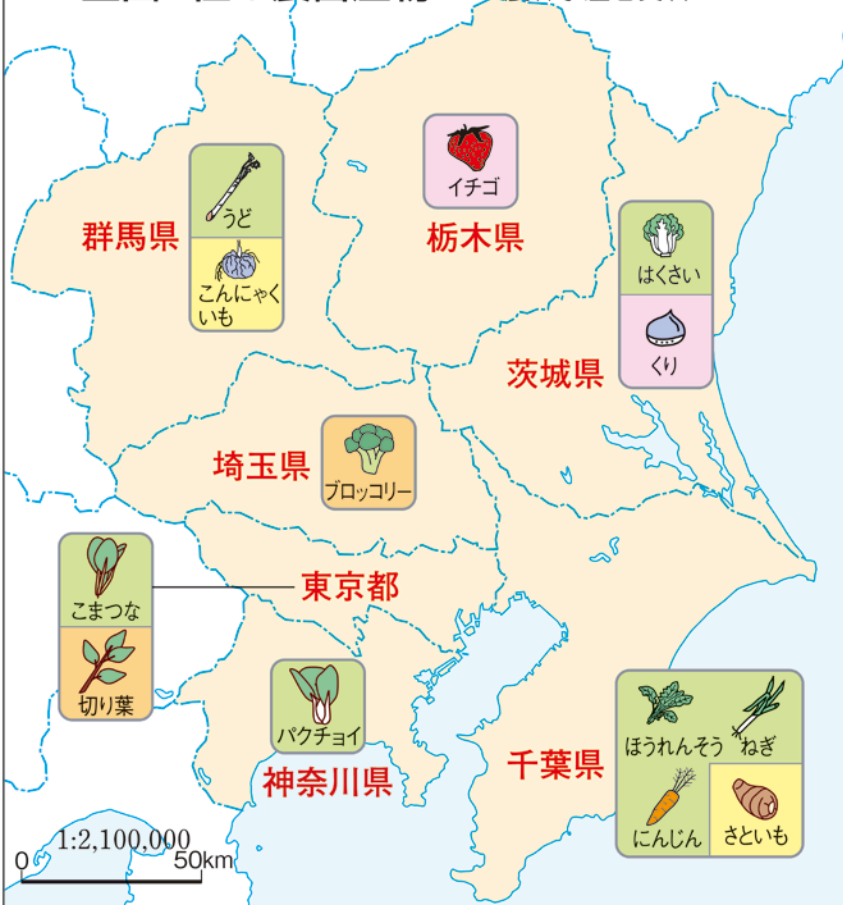 うど
群馬県
こんにゃく
いも
イチゴ
栃木県
はくさい
くり
茨城県
埼玉県
ブロッコリー
こまつな
切り葉
東京都
パクチョイ
神奈川県
千葉県
ほうれんそう ねぎ
にんじん さといも
1:2,100,000
0 50km